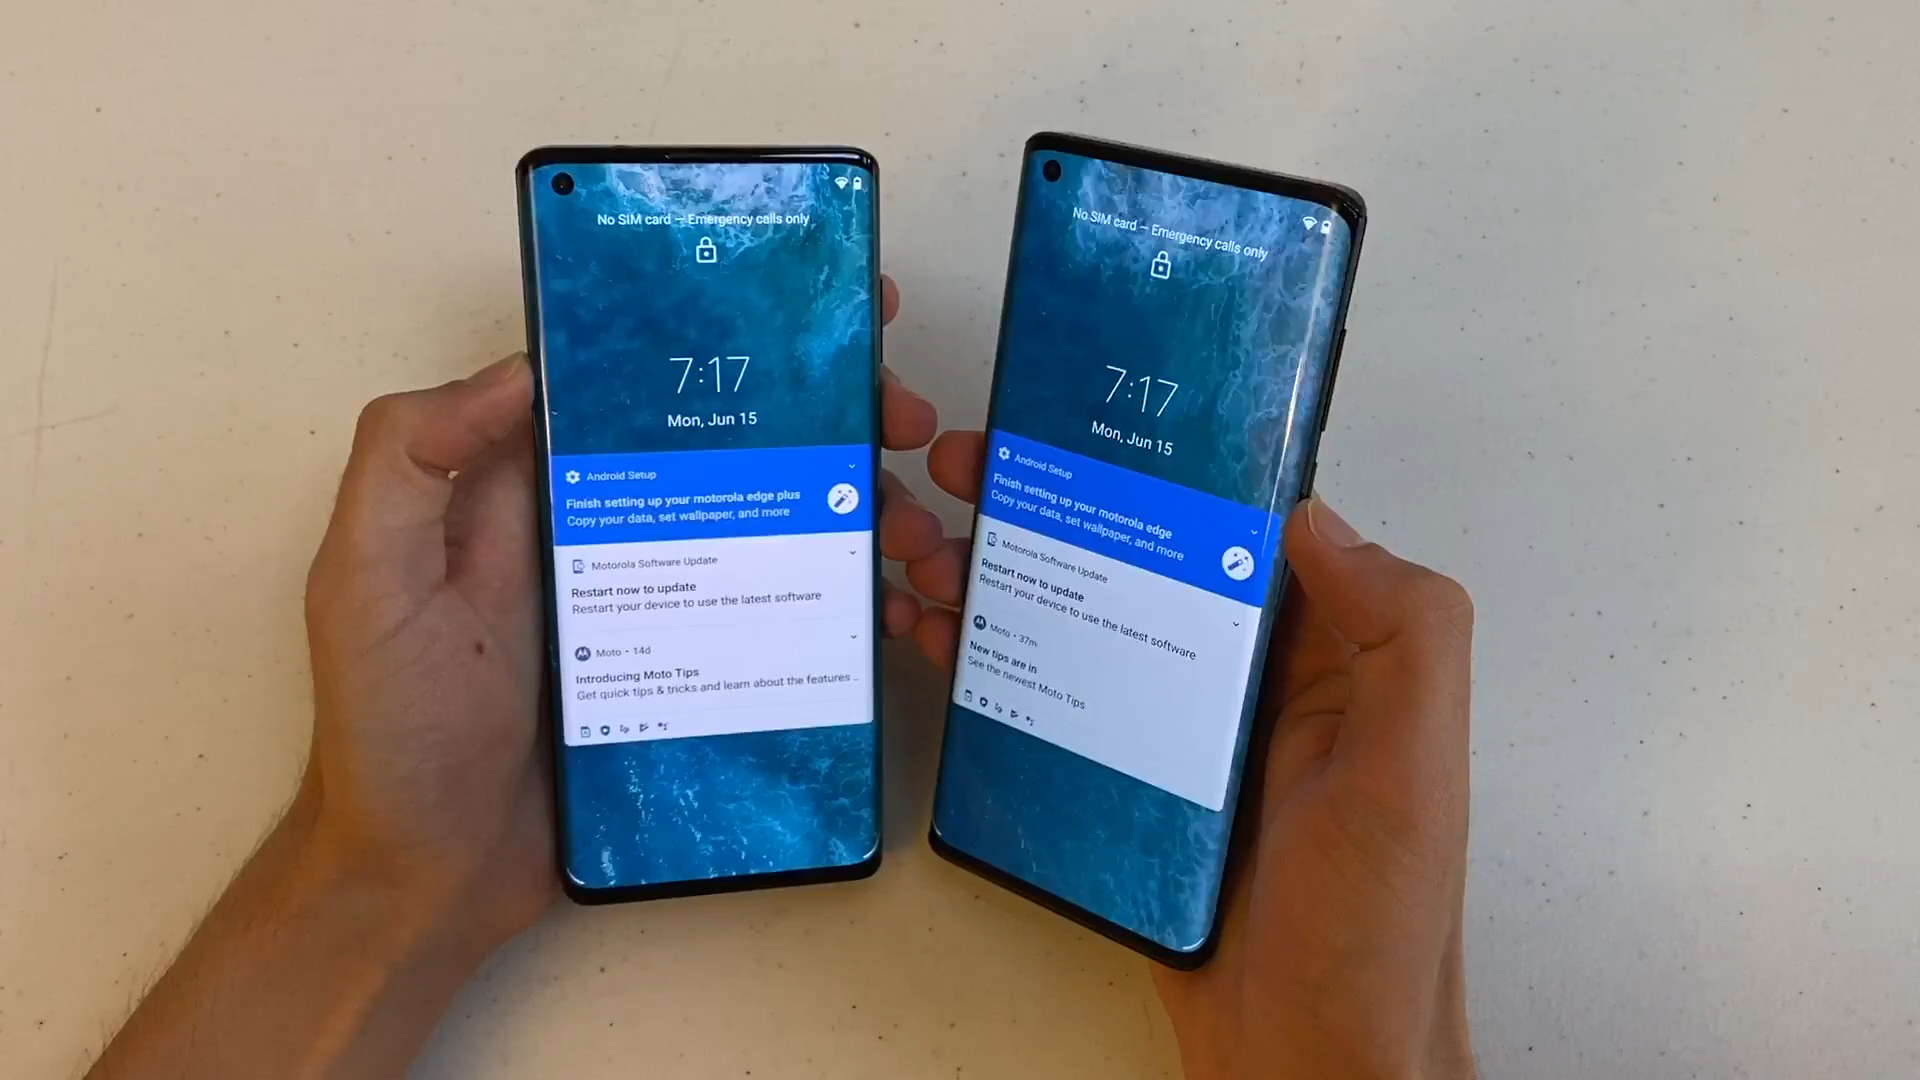 No SIM card – Emergency calls only
7:17
Mon, Jun 15
Android Setup
Finish setting up your motorola edge plus
Copy your data, set wallpaper, and more
Motorola Software Update
Restart now to update
Restart your device to use the latest software
Moto • 14d
Introducing Moto Tips
Get quick tips & tricks and learn about the features ..
No SIM card – Emergency calls only
7:17
Mon, Jun 15
Android Setup
Finish setting up your motorola edge
Copy your data, set wallpaper, and more
Motorola Software Update
Restart now to update
Restart your device to use the latest software
Moto • 37m
New tips are in
See the newest Moto Tips